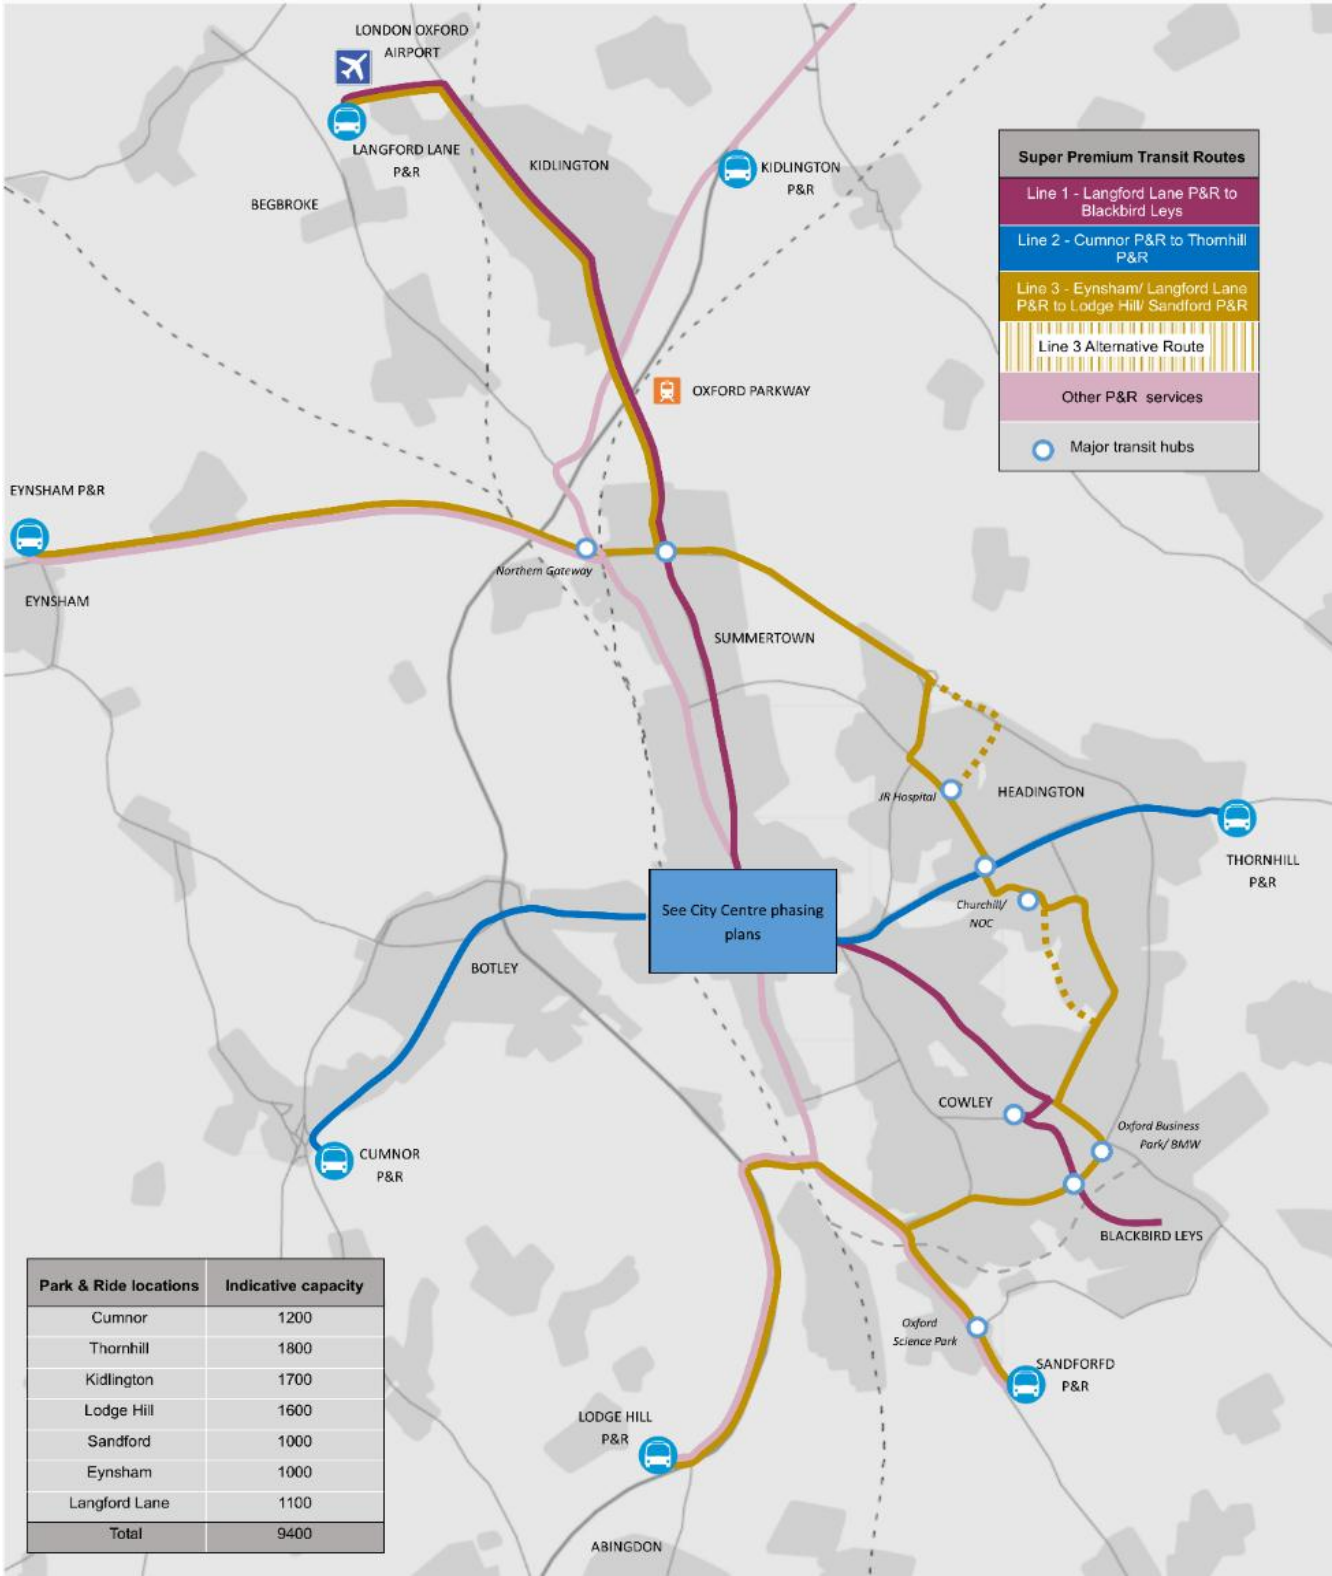 LONDON OXFORD
AIRPORT
LANGFORD LANE
P&R
KIDLINGTON
KIDLINGTON
P&R
BEGBROKE
Super Premium Transit Routes
Line 1 - Langford Lane P&R to
Blackbird Leys
Line 2 - Cumnor P&R to Thornhill
P&R
Line 3 - Eynsham/ Langford Lane
P&R to Lodge Hill/ Sandford P&R
Line 3 Alternative Route
Other P&R services
Major transit hubs
OXFORD PARKWAY
EYNSHAM P&R
Northern Gateway
EYNSHAM
SUMMERTOWN
JR Hospital
HEADINGTON
THORNHILL
P&R
See City Centre phasing
plans
Churchill/
NOC
BOTLEY
COWLEY
Oxford Business
Park/ BMW
CUMNOR
P&R
BLACKBIRD LEYS
Oxford
Science Park
SANDFORFD
P&R
LODGE HILL
P&R
ABINGDON
Park & Ride locations Indicative capacity
Cumnor 1200
Thornhill 1800
Kidlington 1700
Lodge Hill 1600
Sandford 1000
Eynsham 1000
Langford Lane 1100
Total 9400